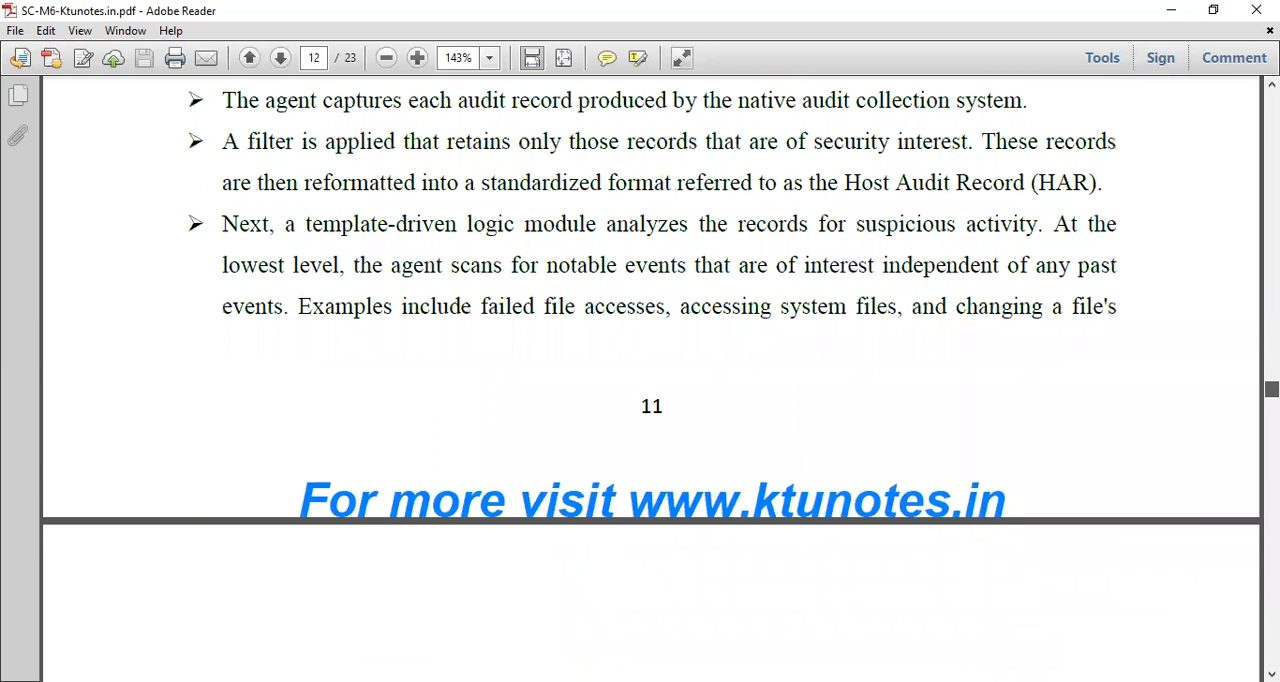 SC-M6-Ktunotes.in.pdf - Adobe Reader
File Edit View Window Help
12 / 23 143% Tools Sign Comment
➢ The agent captures each audit record produced by the native audit collection system.
➢ A filter is applied that retains only those records that are of security interest. These records
are then reformatted into a standardized format referred to as the Host Audit Record (HAR).
➢ Next, a template-driven logic module analyzes the records for suspicious activity. At the
lowest level, the agent scans for notable events that are of interest independent of any past
events. Examples include failed file accesses, accessing system files, and changing a file's
11
For more visit www.ktunotes.in